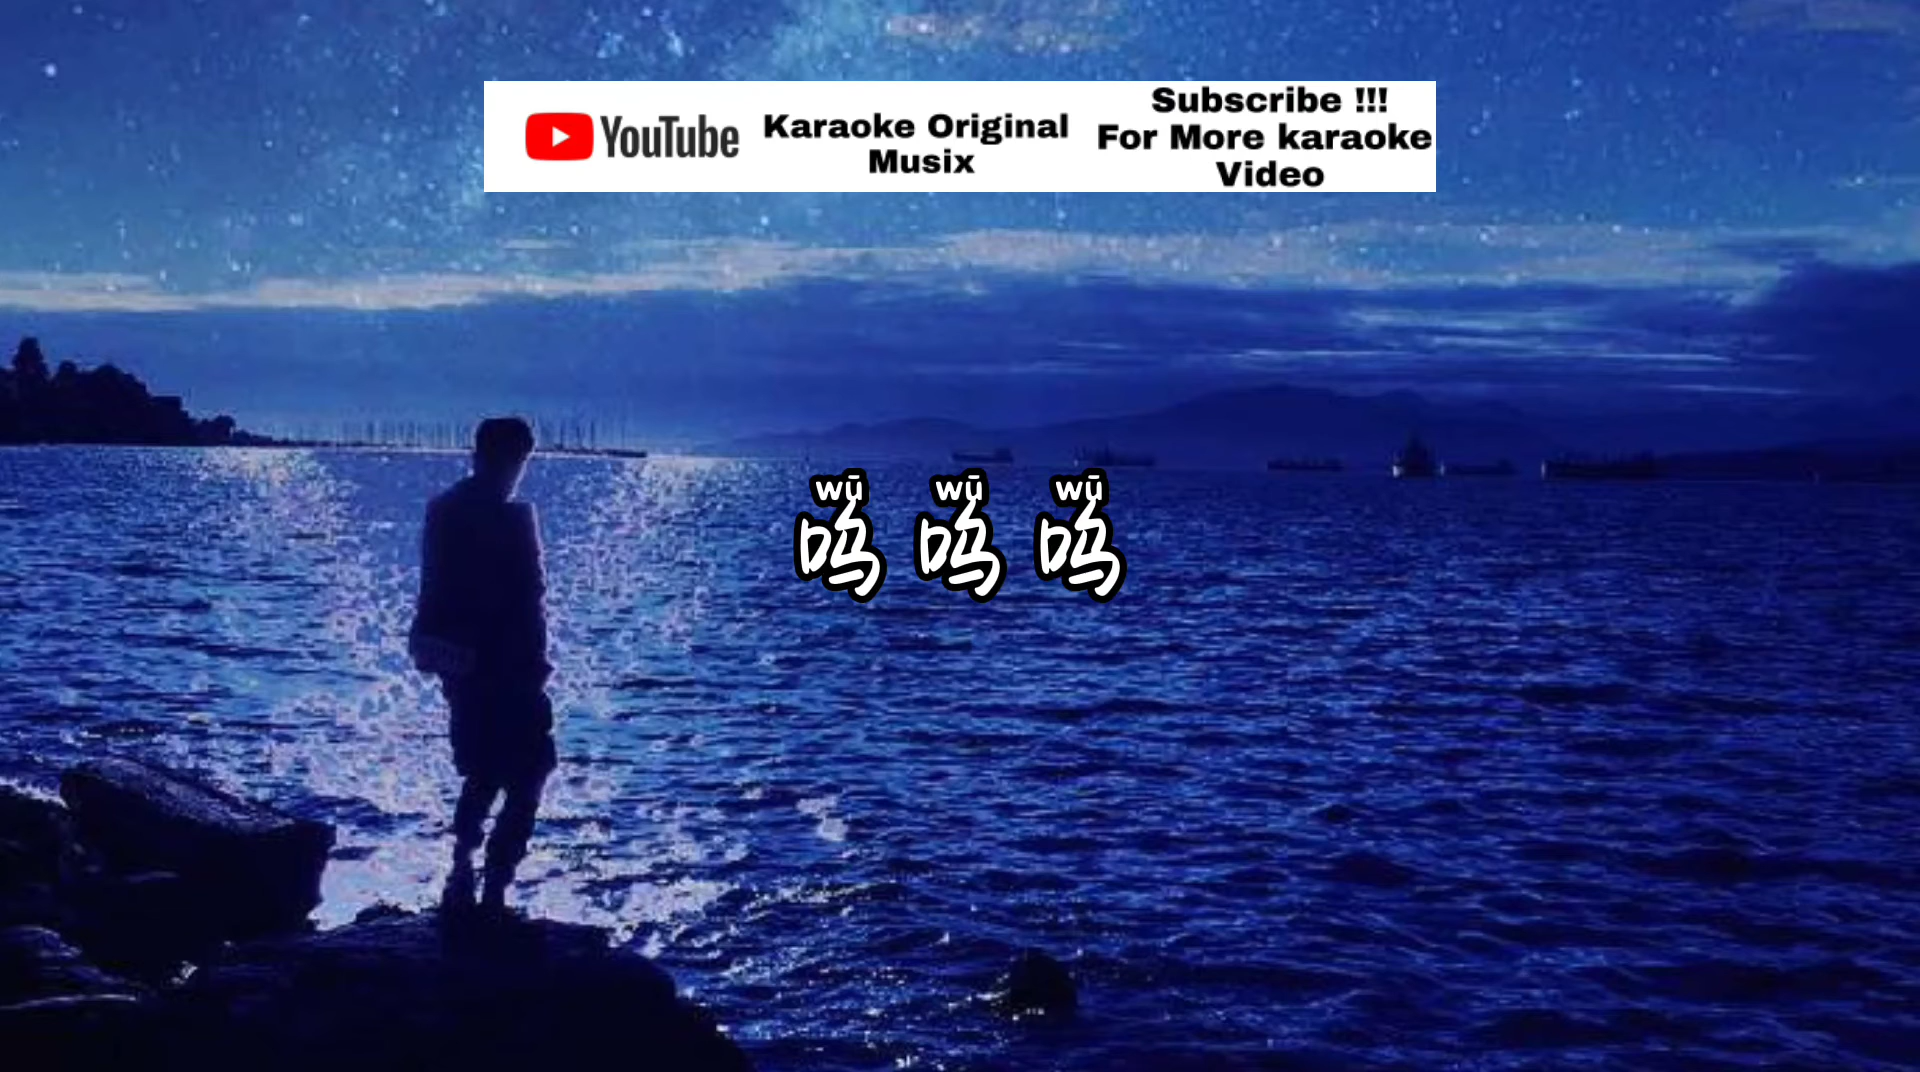 YouTube
Karaoke Original
Musix
Subscribe !!!
For More karaoke
Video
wū wū wū
呜 呜 呜